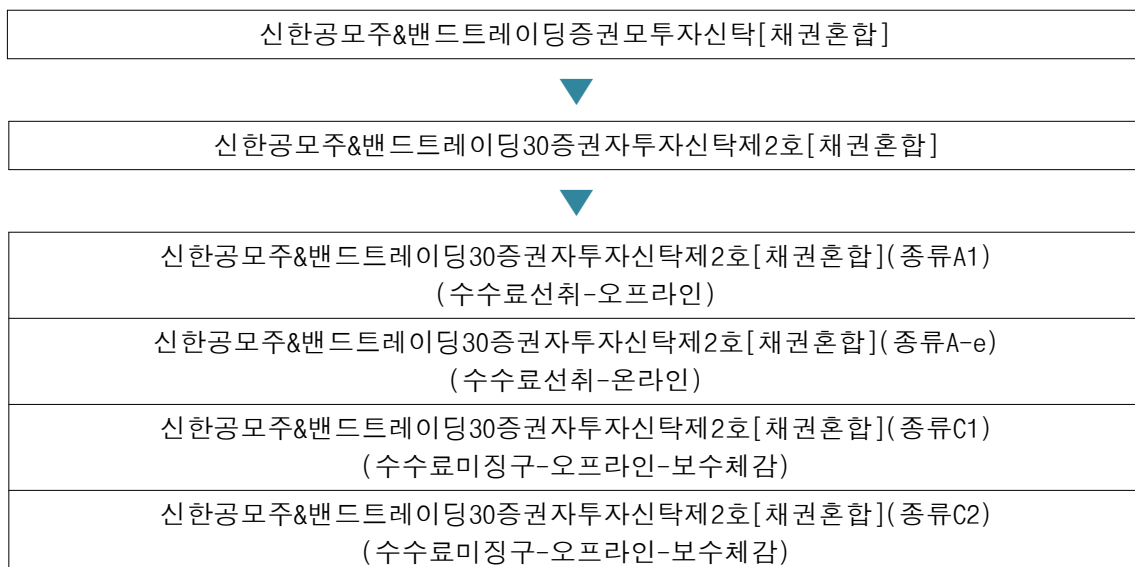 신한공모주&밴드트레이딩증권모투자신탁[채권혼합]
신한공모주&밴드트레이딩30증권자투자신탁제2호[채권혼합]
신한공모주&밴드트레이딩30증권자투자신탁제2호[채권혼합](종류A1)
(수수료선취-오프라인)
신한공모주&밴드트레이딩30증권자투자신탁제2호[채권혼합](종류A-e)
(수수료선취-온라인)
신한공모주&밴드트레이딩30증권자투자신탁제2호[채권혼합](종류C1)
(수수료미징구-오프라인-보수체감)
신한공모주&밴드트레이딩30증권자투자신탁제2호[채권혼합](종류C2)
(수수료미징구-오프라인-보수체감)